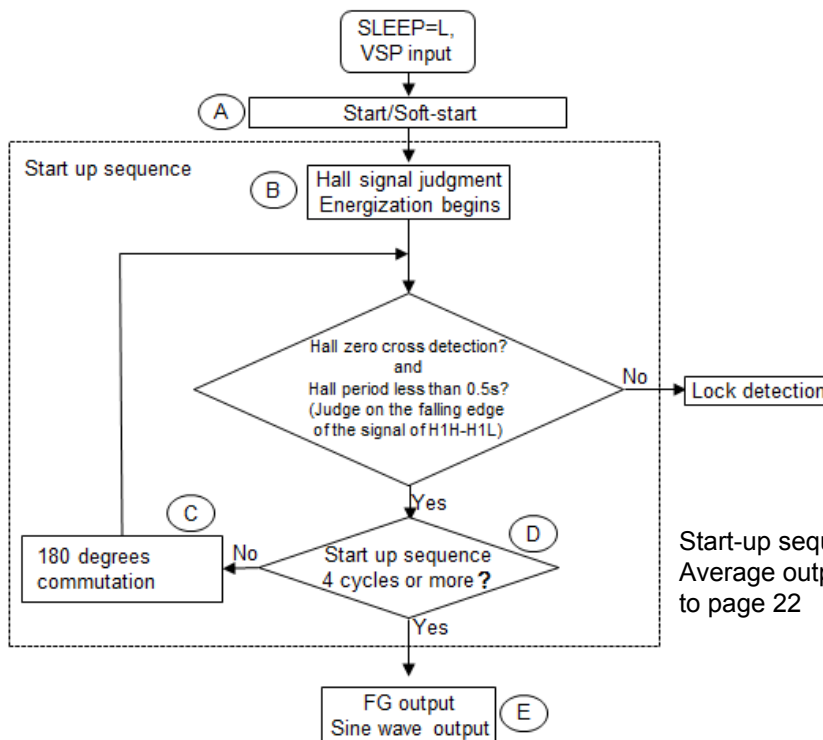 SLEEP=L,
VSP input
A
Start/Soft-start
Start up sequence
B
Hall signal judgment
Energization begins
Hall zero cross detection?
and
Hall period less than 0.5s?
(Judge on the falling edge
of the signal of H1H-H1L)
No
Lock detection
Yes
C
D
180 degrees
commutation
No
Start up sequence
4 cycles or more?
Start-up sequ
Average outp
to page 22
Yes
FG output
Sine wave output
E